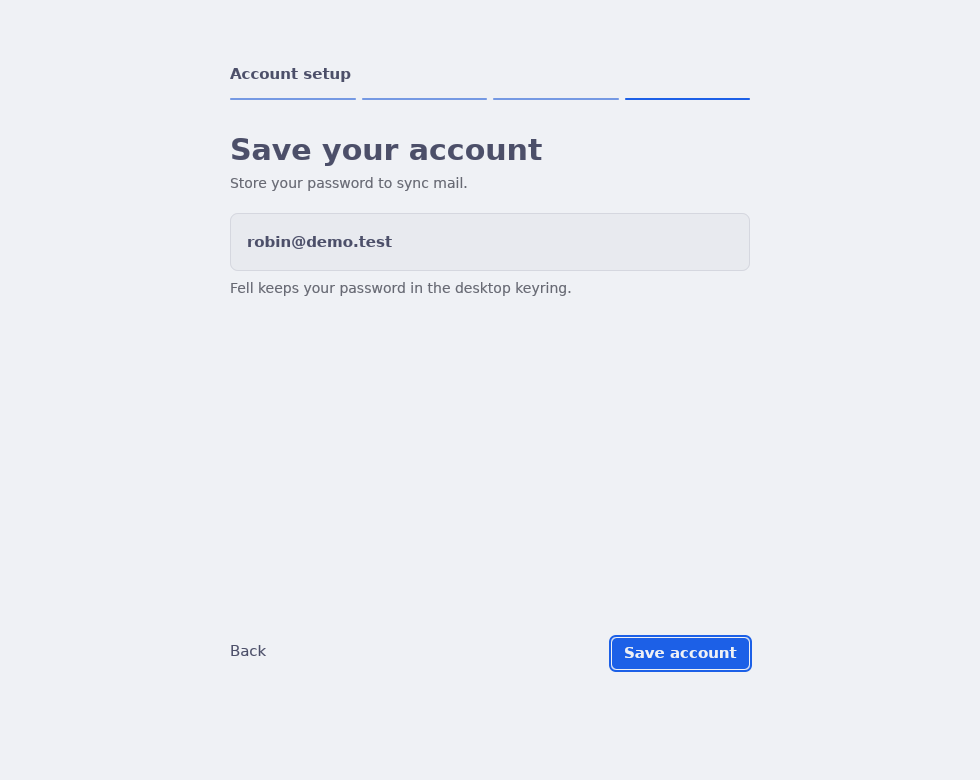 Account setup
Save your account
Store your password to sync mail.
robin@demo.test
Fell keeps your password in the desktop keyring.
Back
Save account